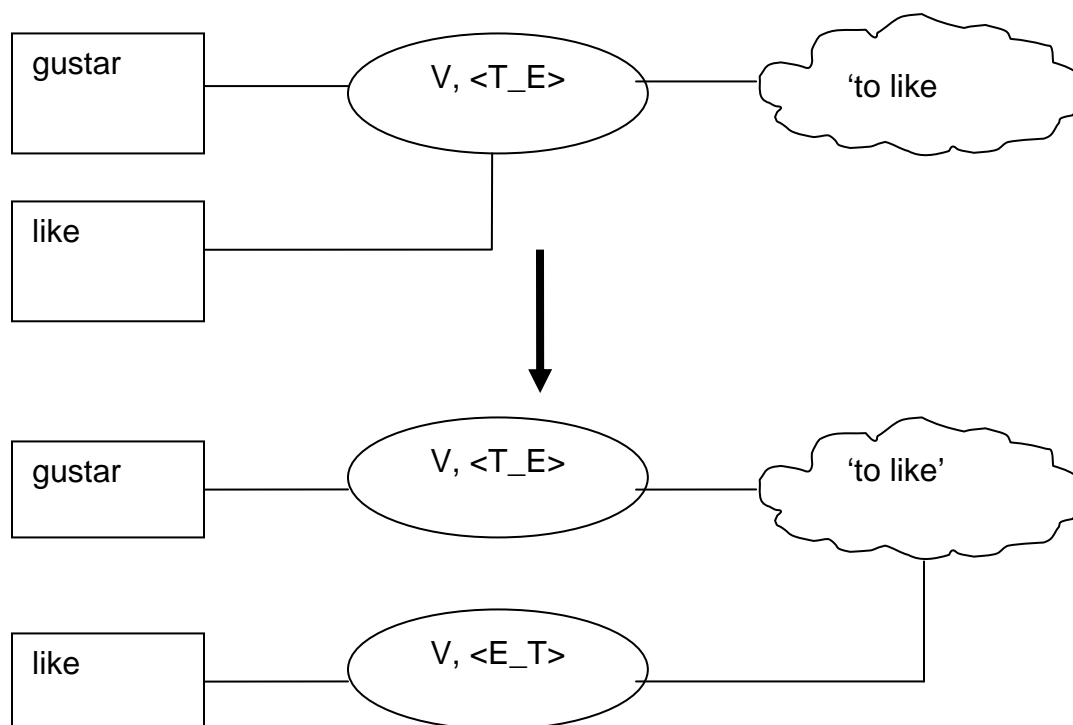 gustar
V, <T_E>
‘to like
like
gustar
V, <T_E>
‘to like’
like
V, <E_T>